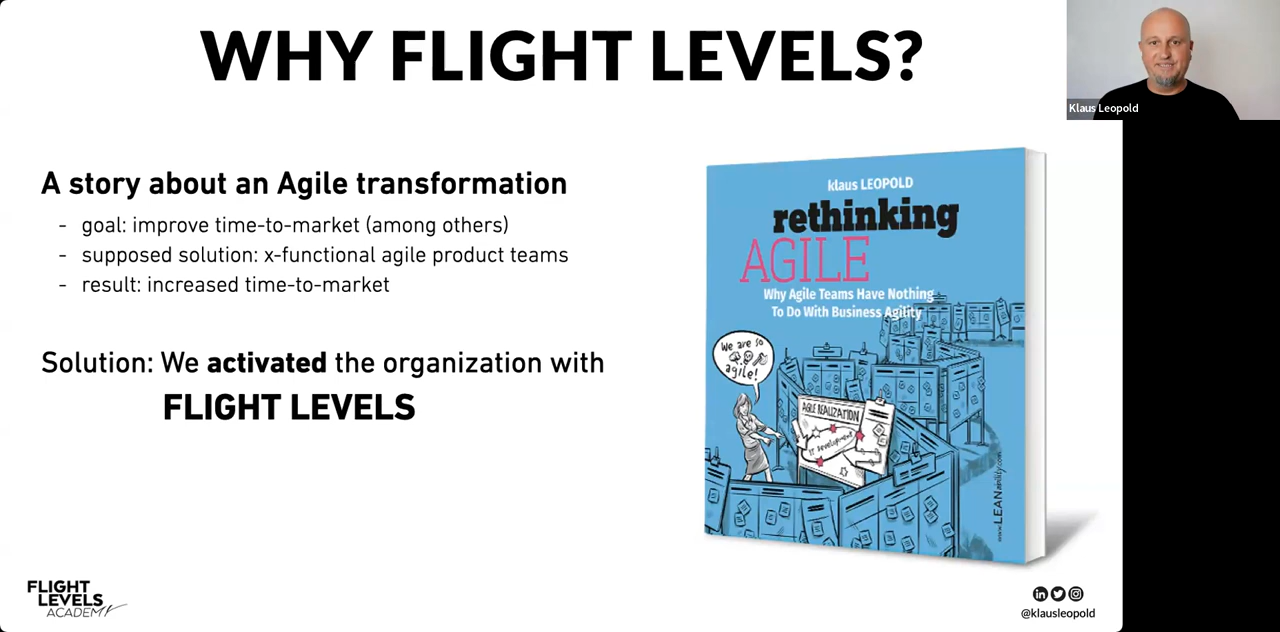 WHY FLIGHT LEVELS?
Klaus Leopold
A story about an Agile transformation
- goal: improve time-to-market (among others)
- supposed solution: x-functional agile product teams
- result: increased time-to-market
Solution: We activated the organization with
FLIGHT LEVELS
klaus LEOPOLD
rethinking
AGILE
Why Agile Teams Have Nothing
To Do With Business Agility
We are so
agile!
AGILE REALIZATION
IT Development
www.LEANability.com
FLIGHT
LEVELS
ACADEMY
in
@klausleopold